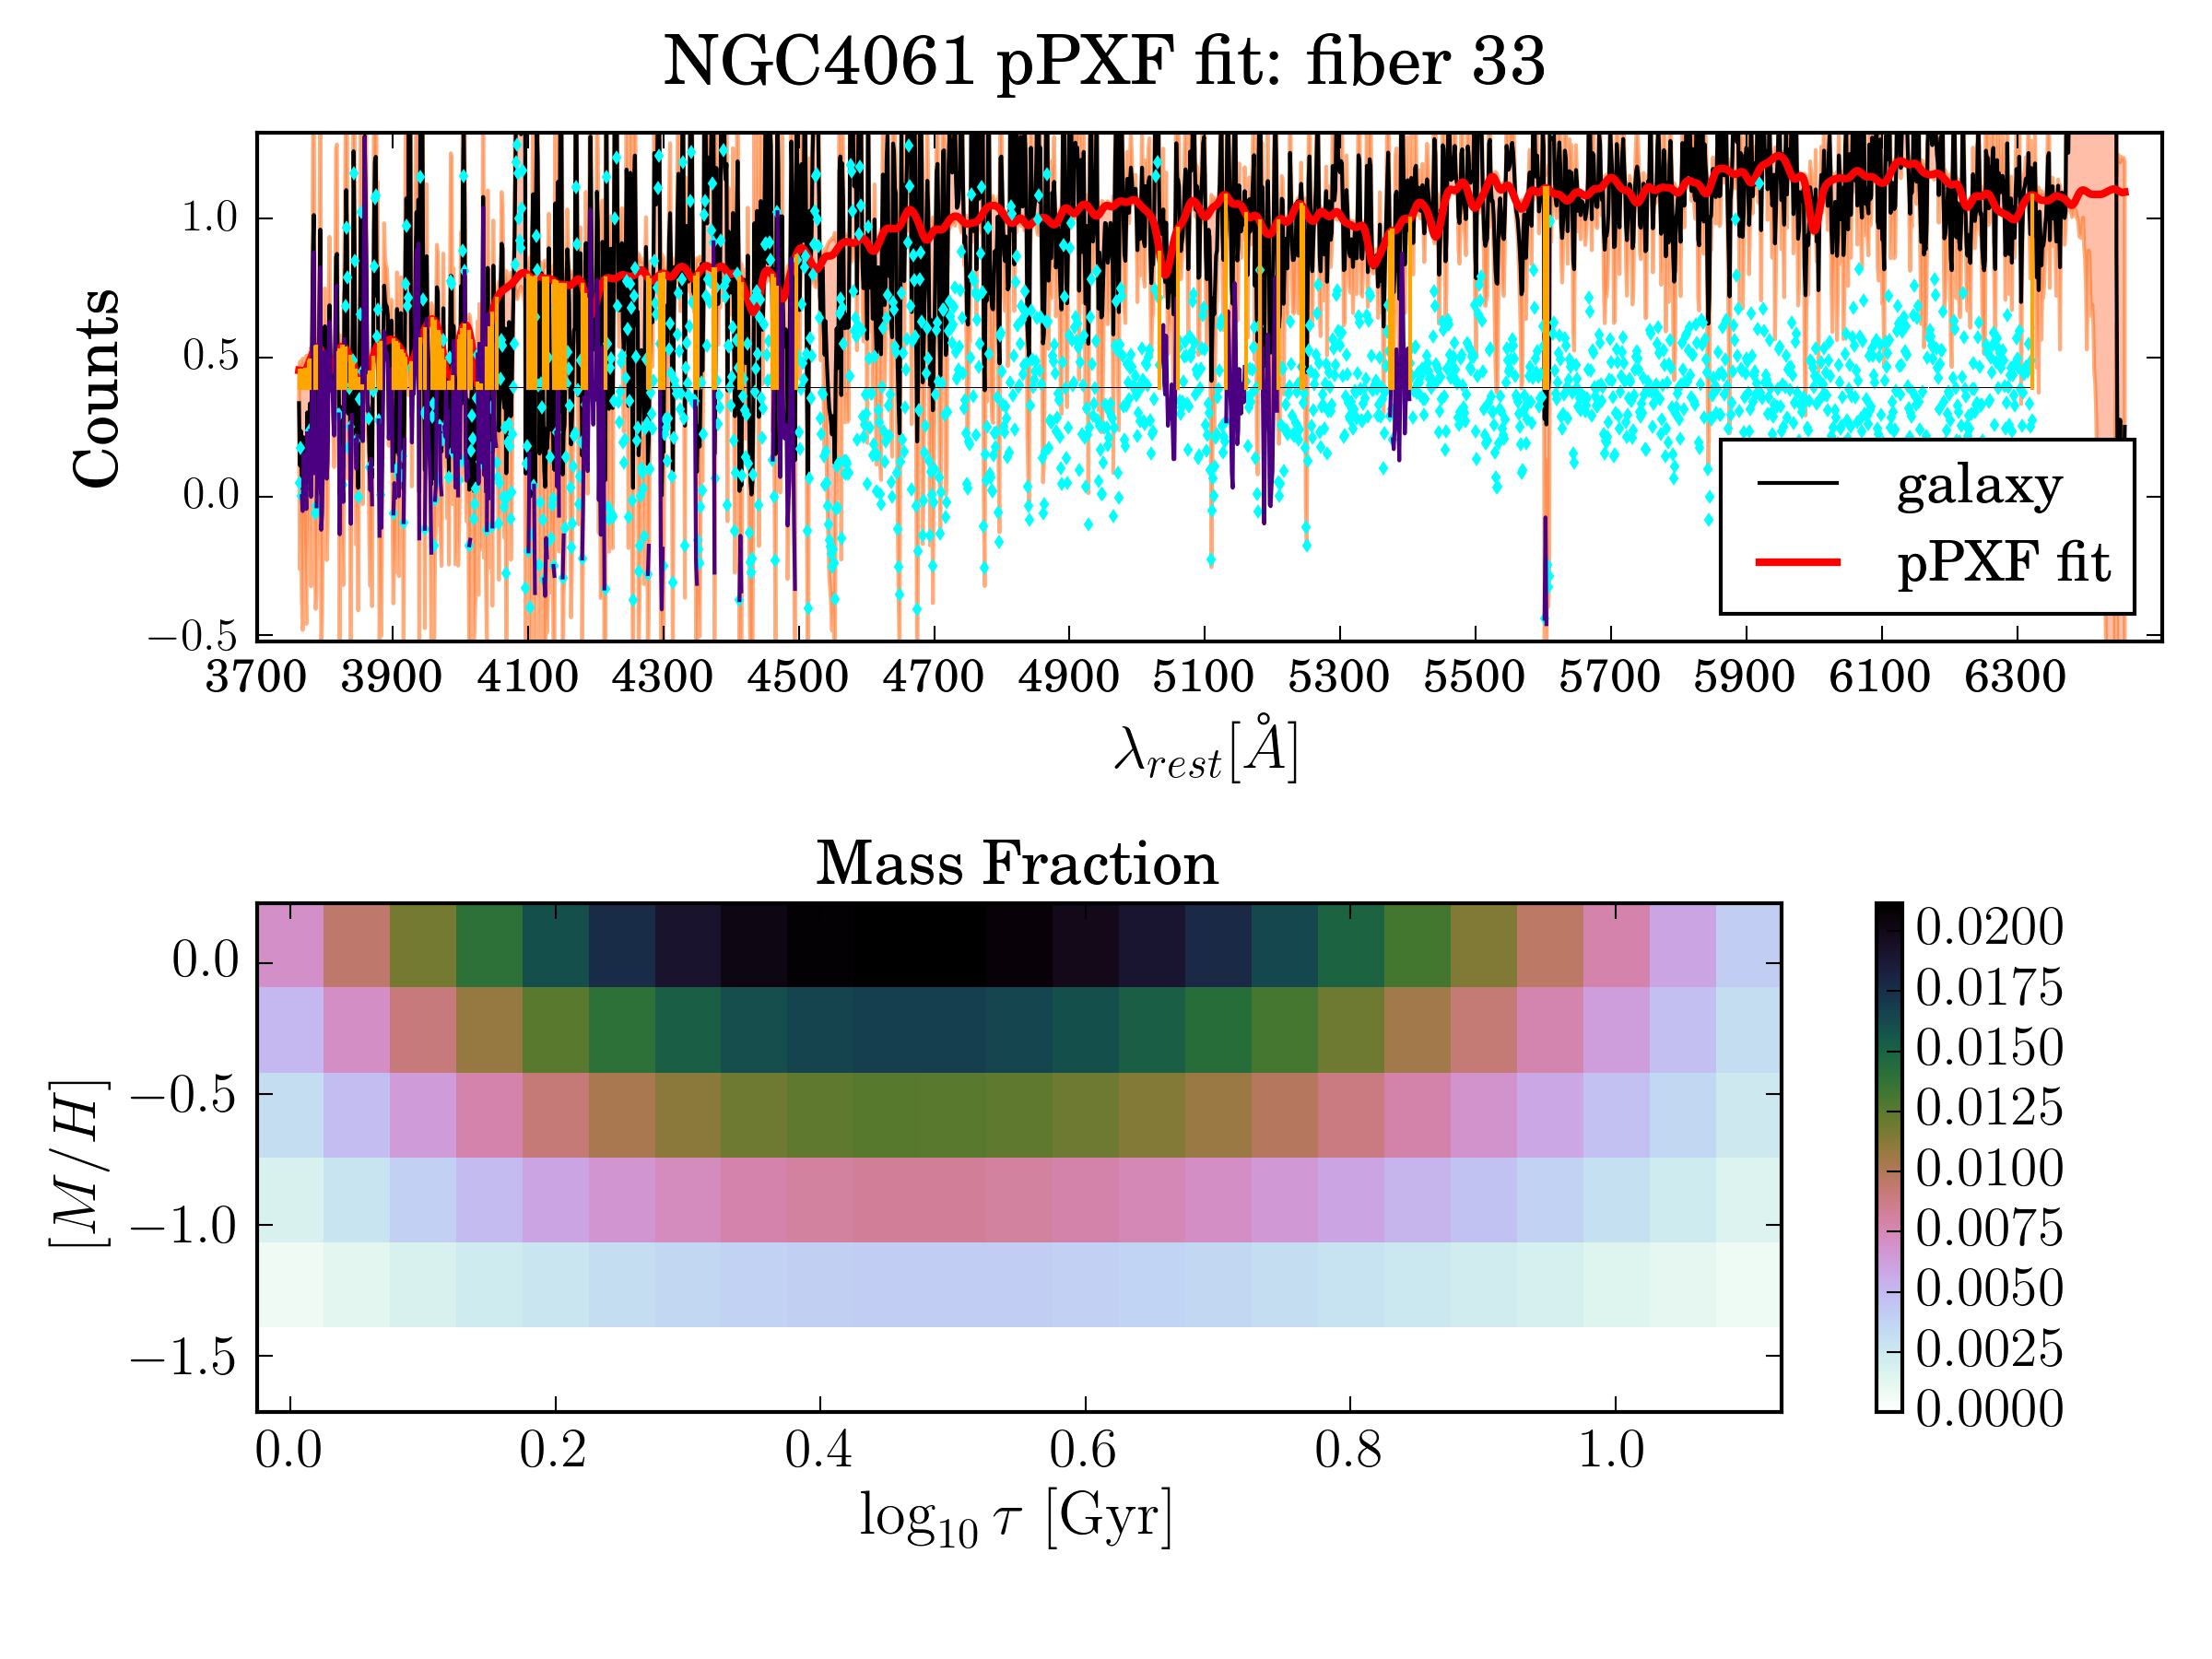 NGC4061 pPXF fit: fiber 33
Counts
1.0
0.5
0.0
−0.5
3700 3900 4100 4300 4500 4700 4900 5100 5300 5500 5700 5900 6100 6300
λ_rest[Å]
galaxy
pPXF fit
Mass Fraction
[M/H]
0.0
−0.5
−1.0
−1.5
0.0 0.2 0.4 0.6 0.8 1.0
log₁₀ τ [Gyr]
0.0200
0.0175
0.0150
0.0125
0.0100
0.0075
0.0050
0.0025
0.0000